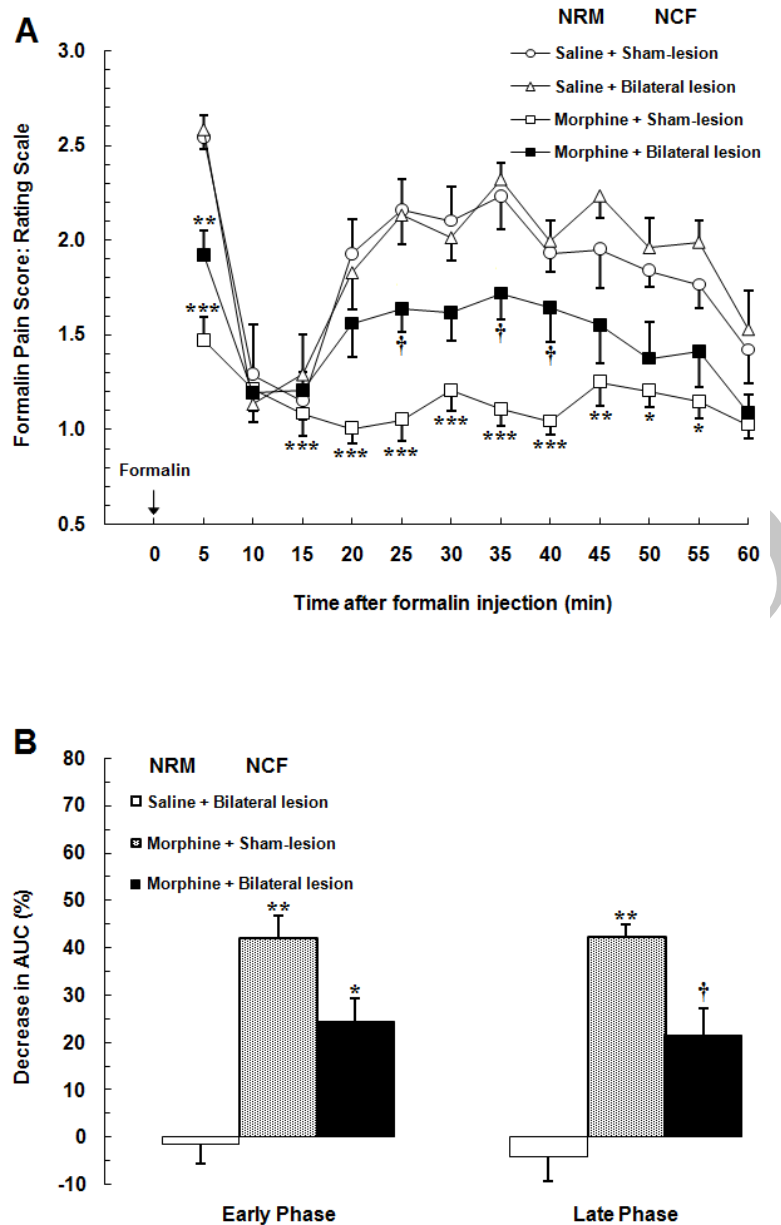 A
NRM NCF
Saline + Sham-lesion
Saline + Bilateral lesion
Morphine + Sham-lesion
Morphine + Bilateral lesion
3.0
2.5
2.0
1.5
1.0
0.5
Formalin Pain Score: Rating Scale
**
***
***
***
***
***
***
***
**
*
*
†
†
†
Formalin
0 5 10 15 20 25 30 35 40 45 50 55 60
Time after formalin injection (min)
B
NRM NCF
Saline + Bilateral lesion
Morphine + Sham-lesion
Morphine + Bilateral lesion
80
70
60
50
40
30
20
10
0
-10
Decrease in AUC (%)
**
*
**
†
Early Phase Late Phase